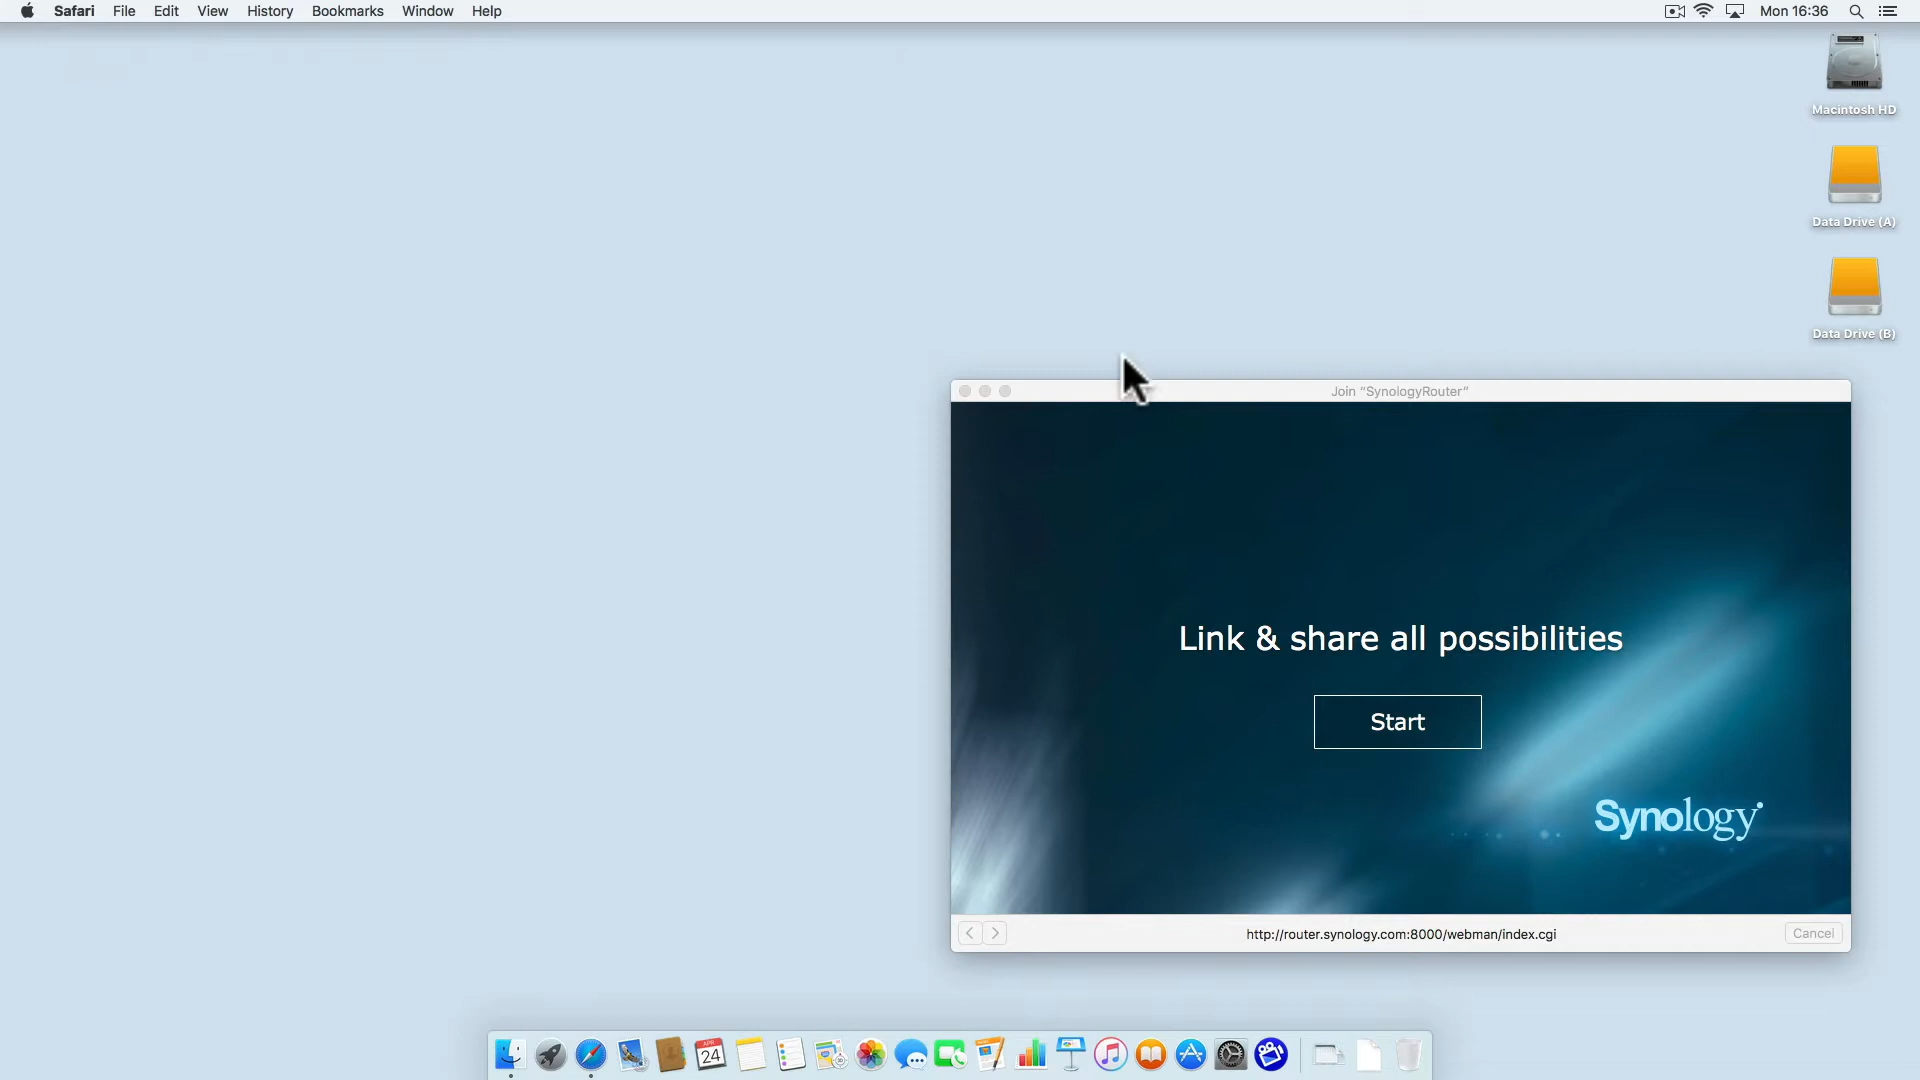 Safari File Edit View History Bookmarks Window Help Mon 16:36
Macintosh HD
Data Drive (A)
Data Drive (B)
Join “SynologyRouter”
Link & share all possibilities
Start
Synology
http://router.synology.com:8000/webman/index.cgi
Cancel
APR
24